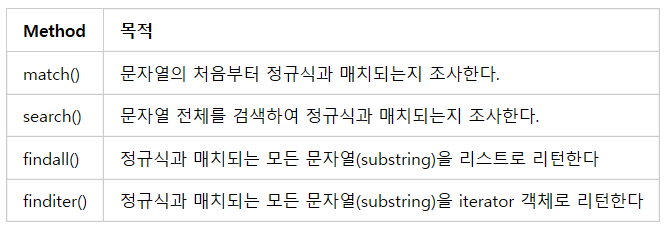 Method 목적
match() 문자열의 처음부터 정규식과 매치되는지 조사한다.
search() 문자열 전체를 검색하여 정규식과 매치되는지 조사한다.
findall() 정규식과 매치되는 모든 문자열(substring)을 리스트로 리턴한다
finditer() 정규식과 매치되는 모든 문자열(substring)을 iterator 객체로 리턴한다